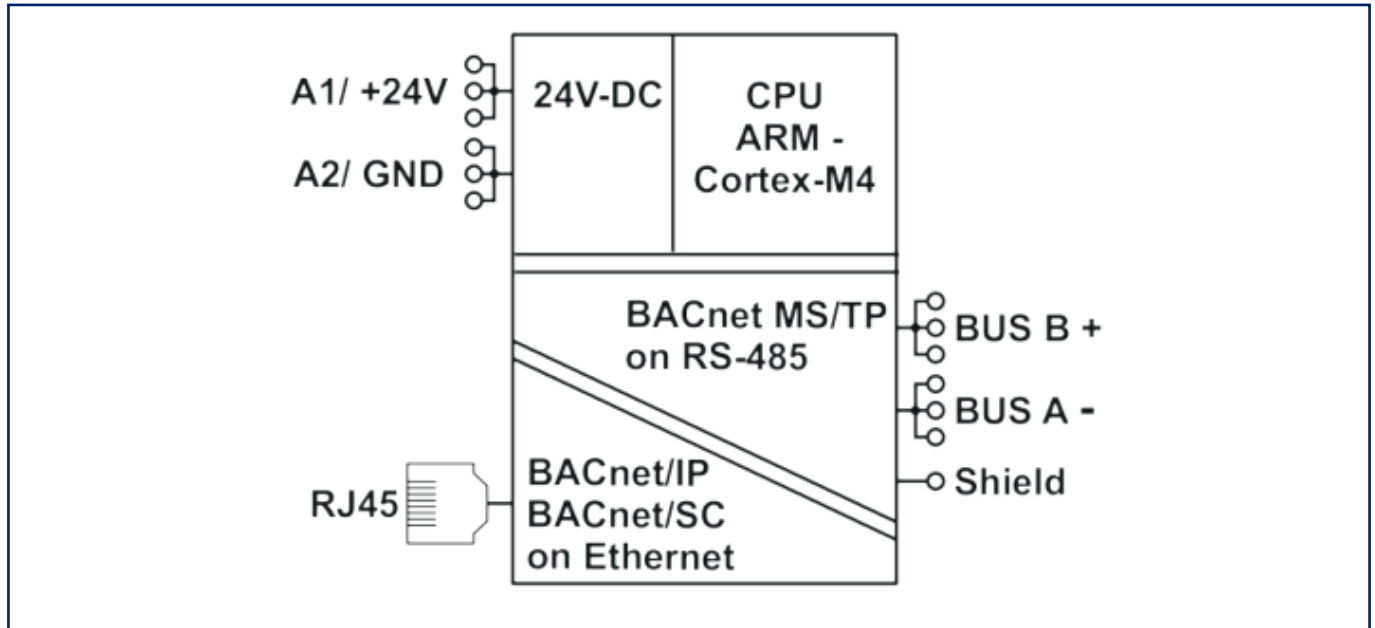 A1/ +24V
24V-DC
CPU
ARM -
Cortex-M4
A2/ GND
BACnet MS/TP
on RS-485
BUS B +
BUS A -
Shield
RJ45
BACnet/IP
BACnet/SC
on Ethernet